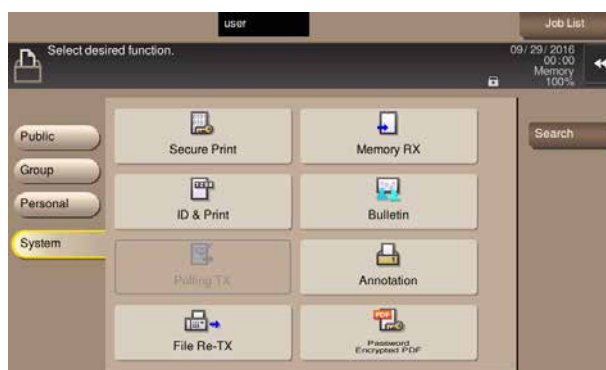 user
Job List
Select desired function.
09/29/2016
00:00
Memory
100%
Public
Group
Personal
System
Secure Print
Memory RX
ID & Print
Bulletin
Polling TX
Annotation
File Re-TX
PDF
Password
Encrypted PDF
Search